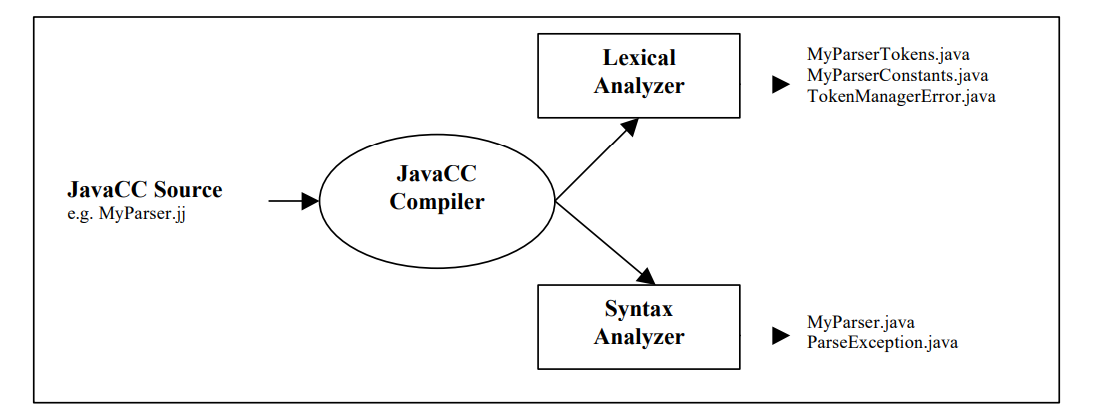 JavaCC Source
e.g. MyParser.jj
JavaCC
Compiler
Lexical
Analyzer
MyParserTokens.java
MyParserConstants.java
TokenManagerError.java
Syntax
Analyzer
MyParser.java
ParseException.java